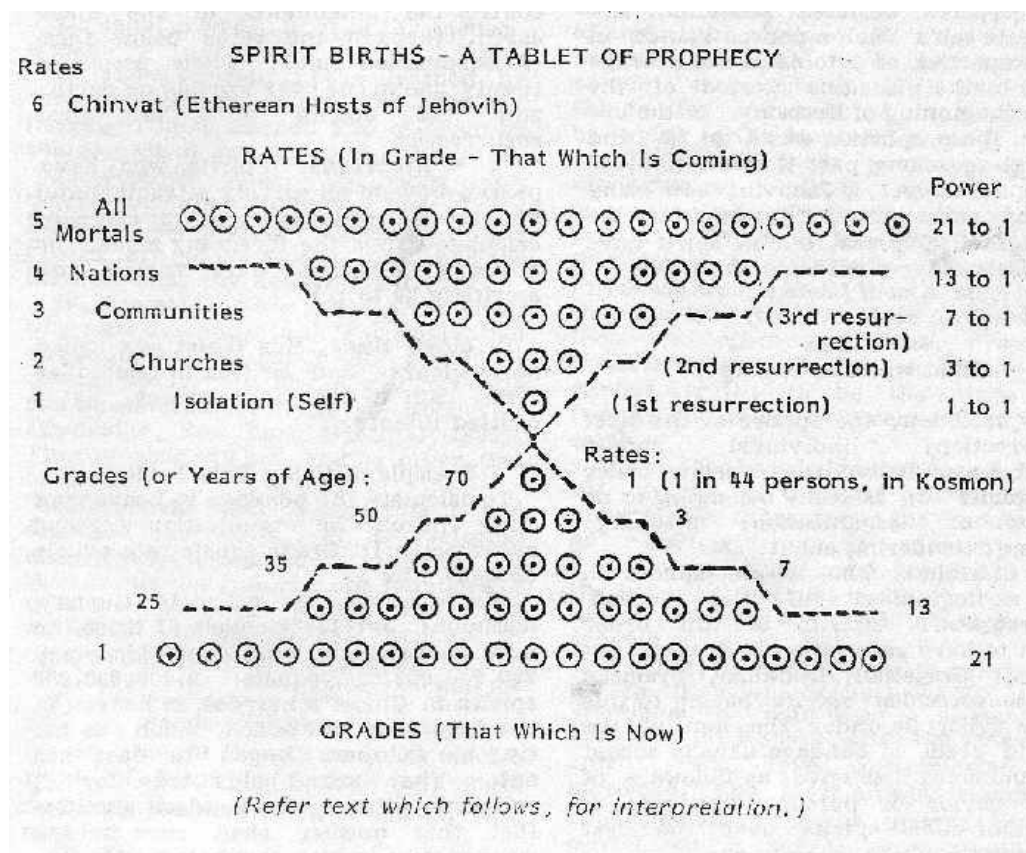 SPIRIT BIRTHS - A TABLET OF PROPHECY
Rates
6 Chinvat (Etherean Hosts of Jehovih)
RATES (In Grade - That Which Is Coming)
Power
5 All Mortals 21 to 1
4 Nations 13 to 1
3 Communities (3rd resur-rection) 7 to 1
2 Churches (2nd resurrection) 3 to 1
1 Isolation (Self) (1st resurrection) 1 to 1
Grades (or Years of Age): 70 Rates:
1 (1 in 44 persons, in Kosmon)
50 3
35 7
25 13
1 21
GRADES (That Which Is Now)
(Refer text which follows, for interpretation.)